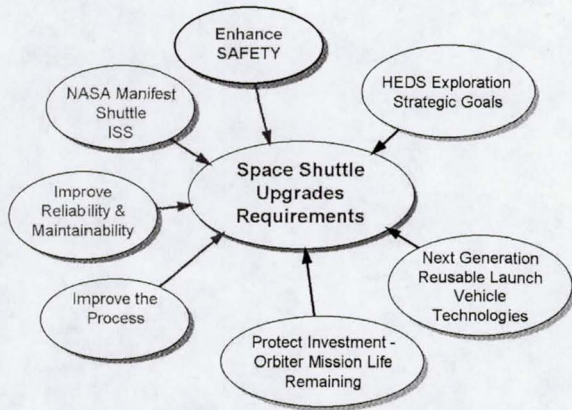 Enhance
SAFETY
HEDS Exploration
Strategic Goals
NASA Manifest
Shuttle
ISS
Space Shuttle
Upgrades
Requirements
Improve
Reliability &
Maintainability
Next Generation
Reusable Launch
Vehicle
Technologies
Improve the
Process
Protect Investment -
Orbiter Mission Life
Remaining